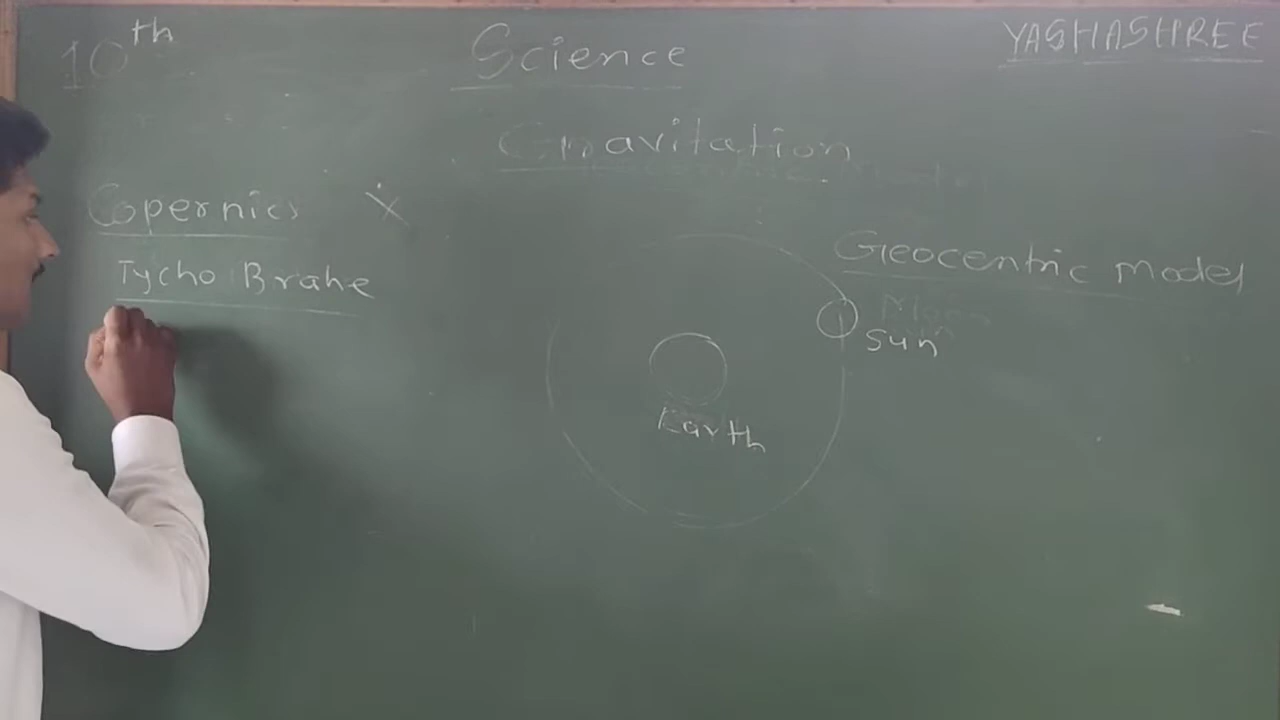 10th
Science
YASHASHREE
Gravitation
Copernics X
Tycho Brahe
Geocentric Model
Sun
Earth